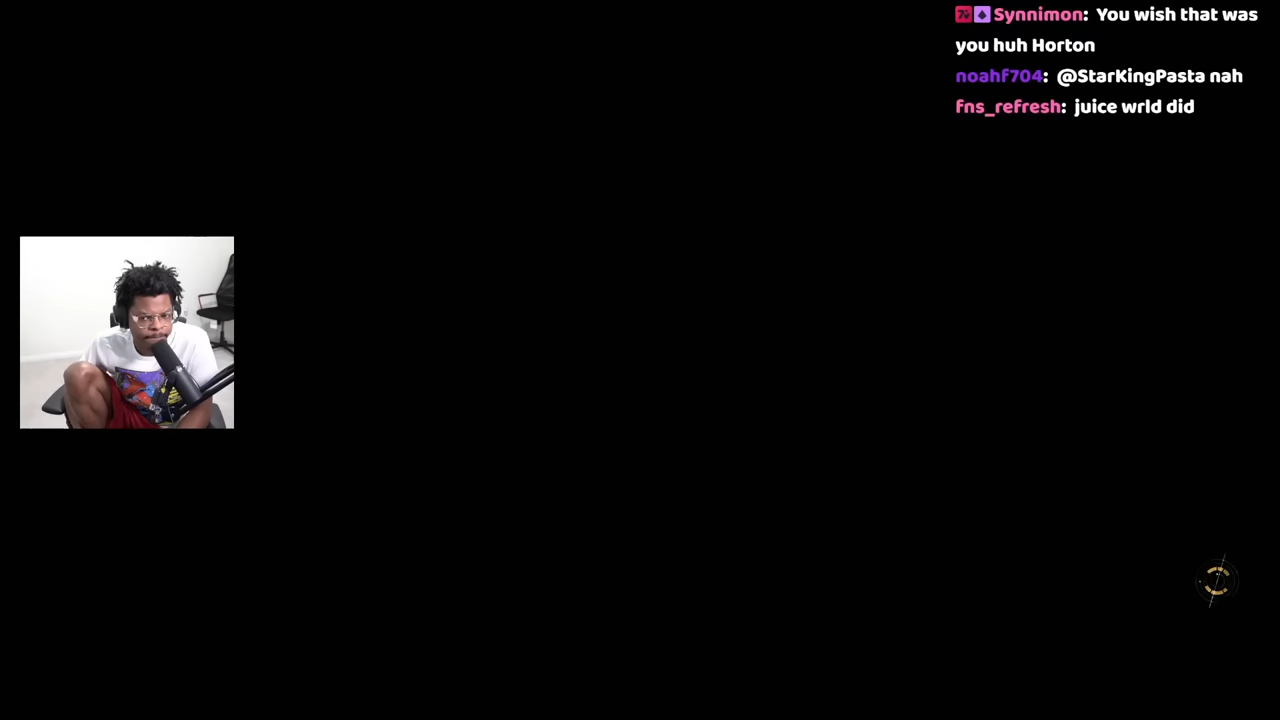 Synnimon: You wish that was
you huh Horton
noahf704: @StarKingPasta nah
fns_refresh: juice wrld did